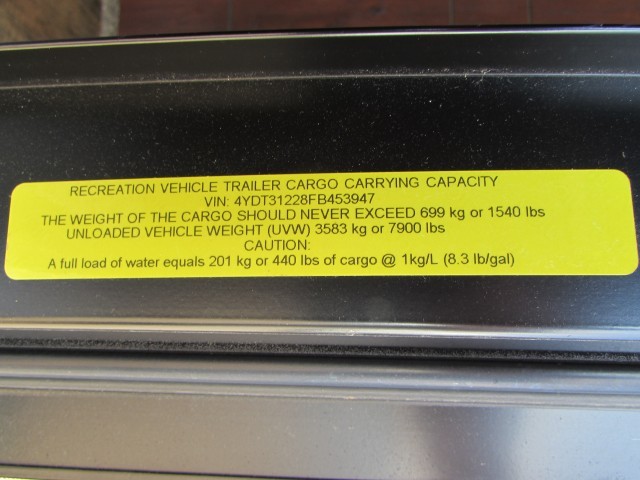 RECREATION VEHICLE TRAILER CARGO CARRYING CAPACITY
VIN: 4YDT31228FB453947
THE WEIGHT OF THE CARGO SHOULD NEVER EXCEED 699 kg or 1540 lbs
UNLOADED VEHICLE WEIGHT (UVW) 3583 kg or 7900 lbs
CAUTION:
A full load of water equals 201 kg or 440 lbs of cargo @ 1kg/L (8.3 lb/gal)